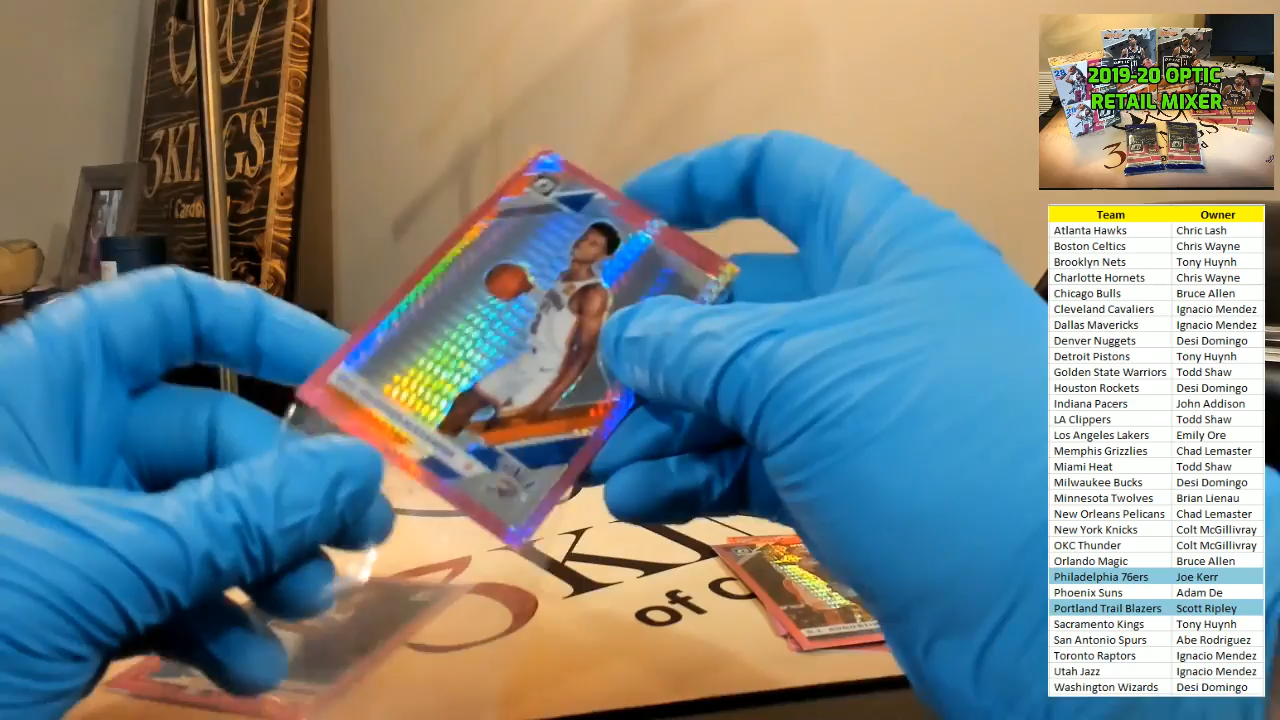 2019-20 OPTIC
RETAIL MIXER
3KINGS
of Cardboard
Team Owner
Atlanta Hawks Chric Lash
Boston Celtics Chris Wayne
Brooklyn Nets Tony Huynh
Charlotte Hornets Chris Wayne
Chicago Bulls Bruce Allen
Cleveland Cavaliers Ignacio Mendez
Dallas Mavericks Ignacio Mendez
Denver Nuggets Desi Domingo
Detroit Pistons Tony Huynh
Golden State Warriors Todd Shaw
Houston Rockets Desi Domingo
Indiana Pacers John Addison
LA Clippers Todd Shaw
Los Angeles Lakers Emily Ore
Memphis Grizzlies Chad Lemaster
Miami Heat Todd Shaw
Milwaukee Bucks Desi Domingo
Minnesota Twolves Brian Lienau
New Orleans Pelicans Chad Lemaster
New York Knicks Colt McGillivray
OKC Thunder Colt McGillivray
Orlando Magic Bruce Allen
Philadelphia 76ers Joe Kerr
Phoenix Suns Adam De
Portland Trail Blazers Scott Ripley
Sacramento Kings Tony Huynh
San Antonio Spurs Abe Rodriguez
Toronto Raptors Ignacio Mendez
Utah Jazz Ignacio Mendez
Washington Wizards Desi Domingo
3 KI
of C